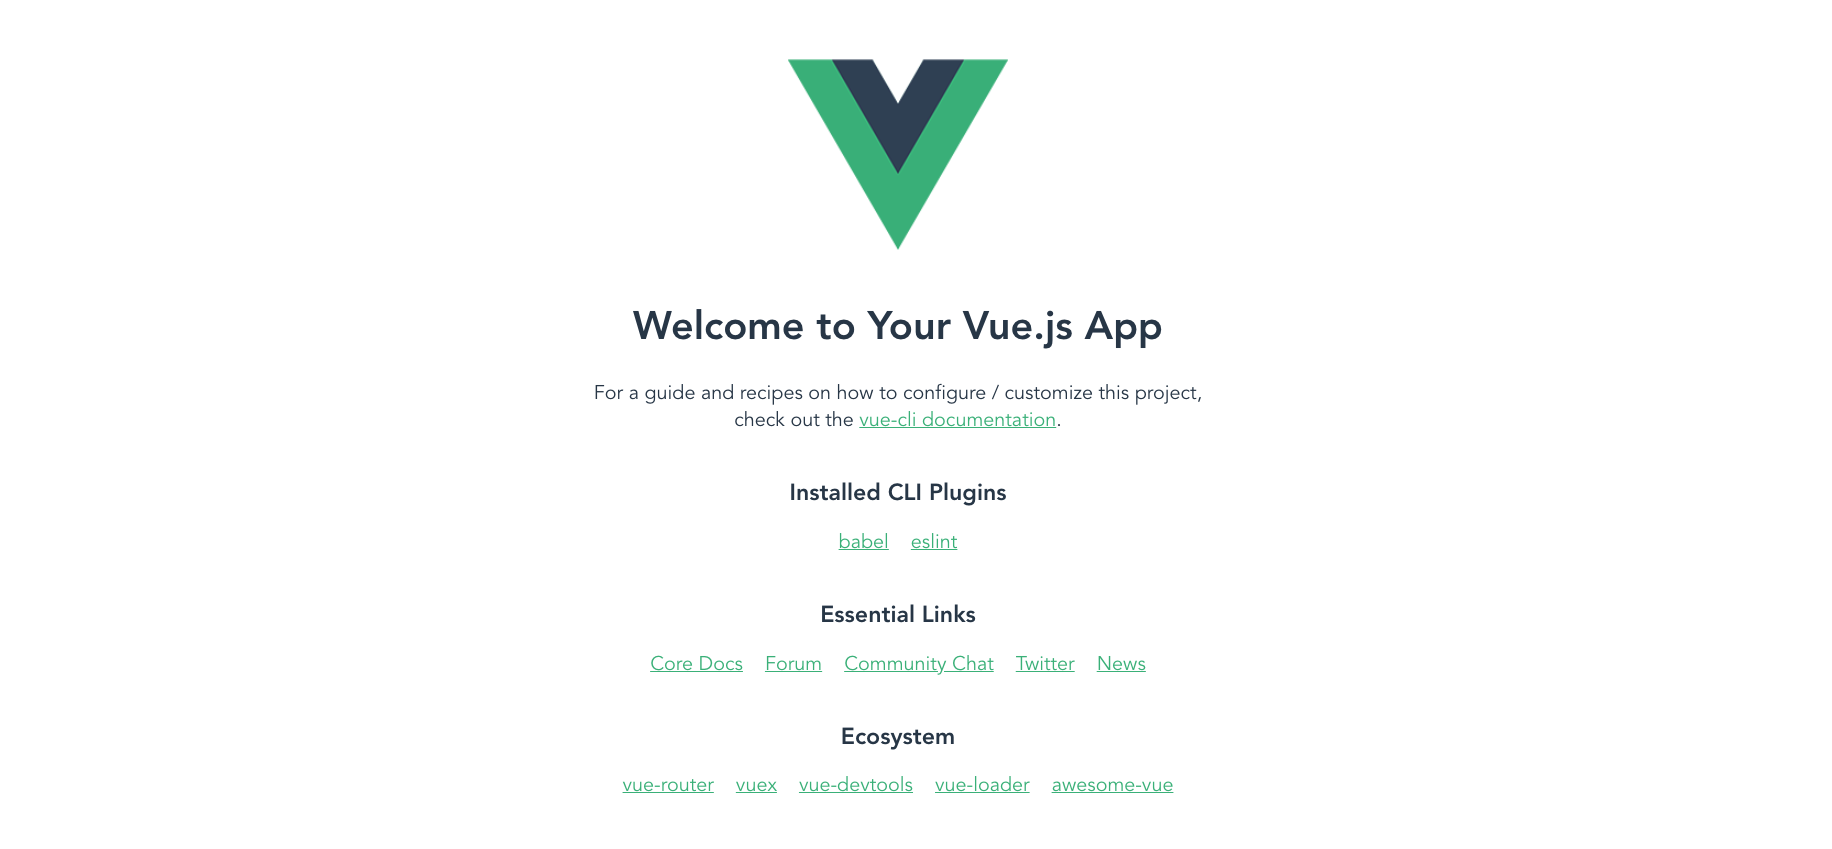 Welcome to Your Vue.js App
For a guide and recipes on how to configure / customize this project,
check out the vue-cli documentation.
Installed CLI Plugins
babel eslint
Essential Links
Core Docs Forum Community Chat Twitter News
Ecosystem
vue-router vuex vue-devtools vue-loader awesome-vue